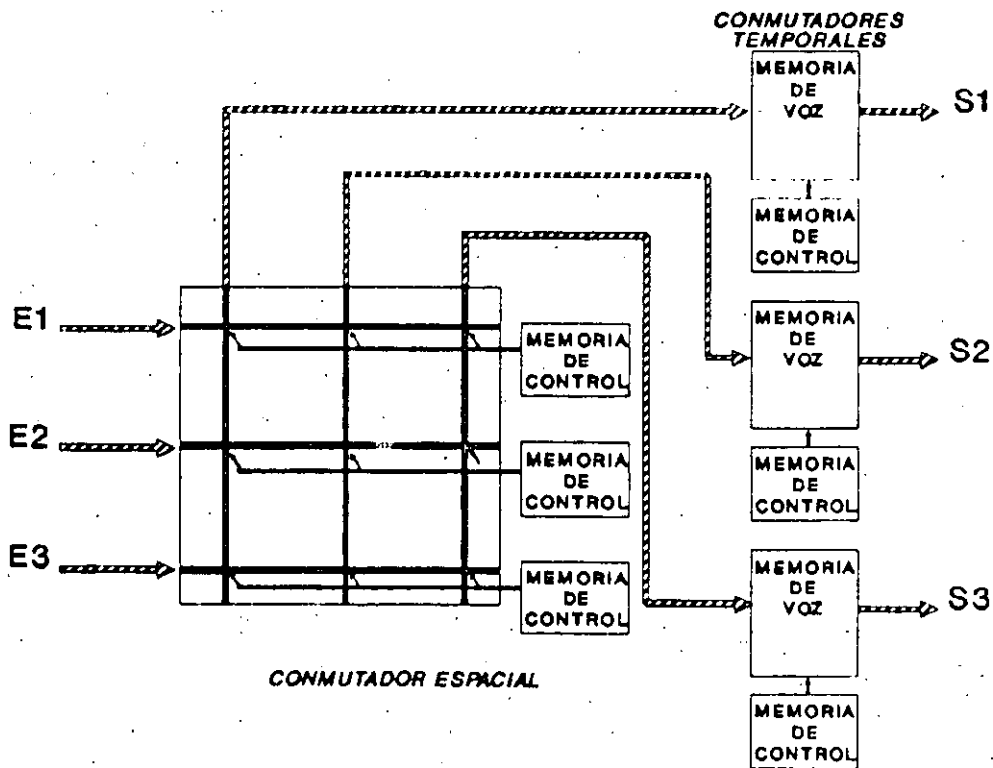 CONMUTADORES
TEMPORALES
MEMORIA
DE
VOZ
S1
MEMORIA
DE
CONTROL
E1
MEMORIA
DE
CONTROL
MEMORIA
DE
VOZ
S2
E2
MEMORIA
DE
CONTROL
MEMORIA
DE
CONTROL
E3
MEMORIA
DE
CONTROL
MEMORIA
DE
VOZ
S3
CONMUTADOR ESPACIAL
MEMORIA
DE
CONTROL